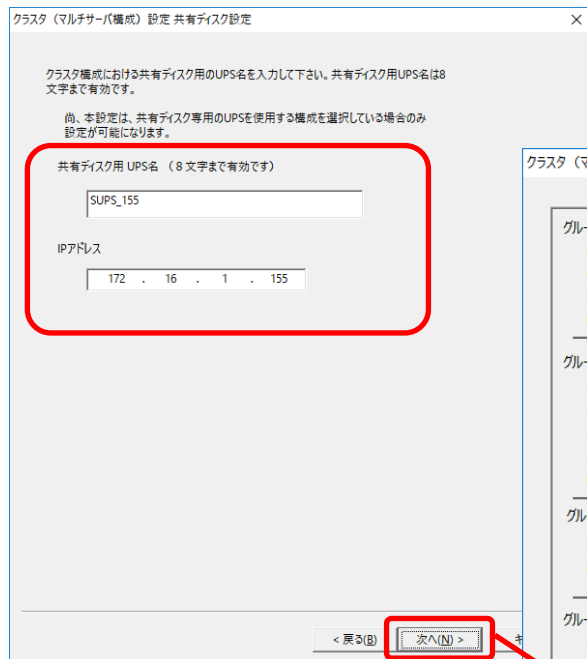 クラスタ（マルチサーバ構成）設定 共有ディスク設定
クラスタ構成における共有ディスク用のUPS名を入力して下さい。共有ディスク用UPS名は8
文字まで有効です。
尚、本設定は、共有ディスク専用のUPSを使用する構成を選択している場合のみ
設定が可能になります。
共有ディスク用 UPS名 （８文字まで有効です）
SUPS_155
IPアドレス
172 . 16 . 1 . 155
< 戻る(B)
次へ(N) >
キ
クラスタ（マ
グルー
グルー
グルー
グルー